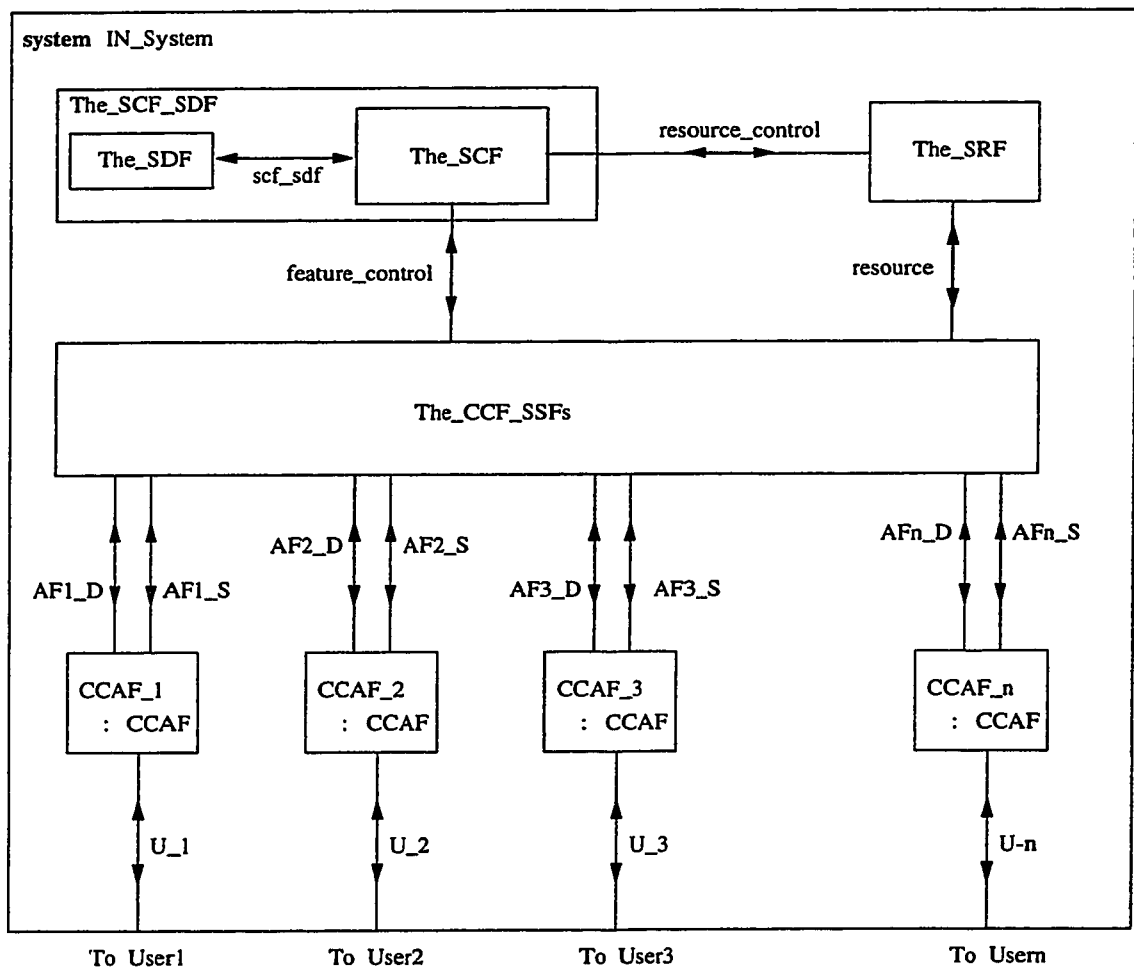 system IN_System
The_SCF_SDF
The_SDF
scf_sdf
The_SCF
resource_control
The_SRF
feature_control
resource
The_CCF_SSFs
AF1_D
AF1_S
AF2_D
AF2_S
AF3_D
AF3_S
AFn_D
AFn_S
CCAF_1
: CCAF
CCAF_2
: CCAF
CCAF_3
: CCAF
CCAF_n
: CCAF
U_1
U_2
U_3
U-n
To User1
To User2
To User3
To Usern